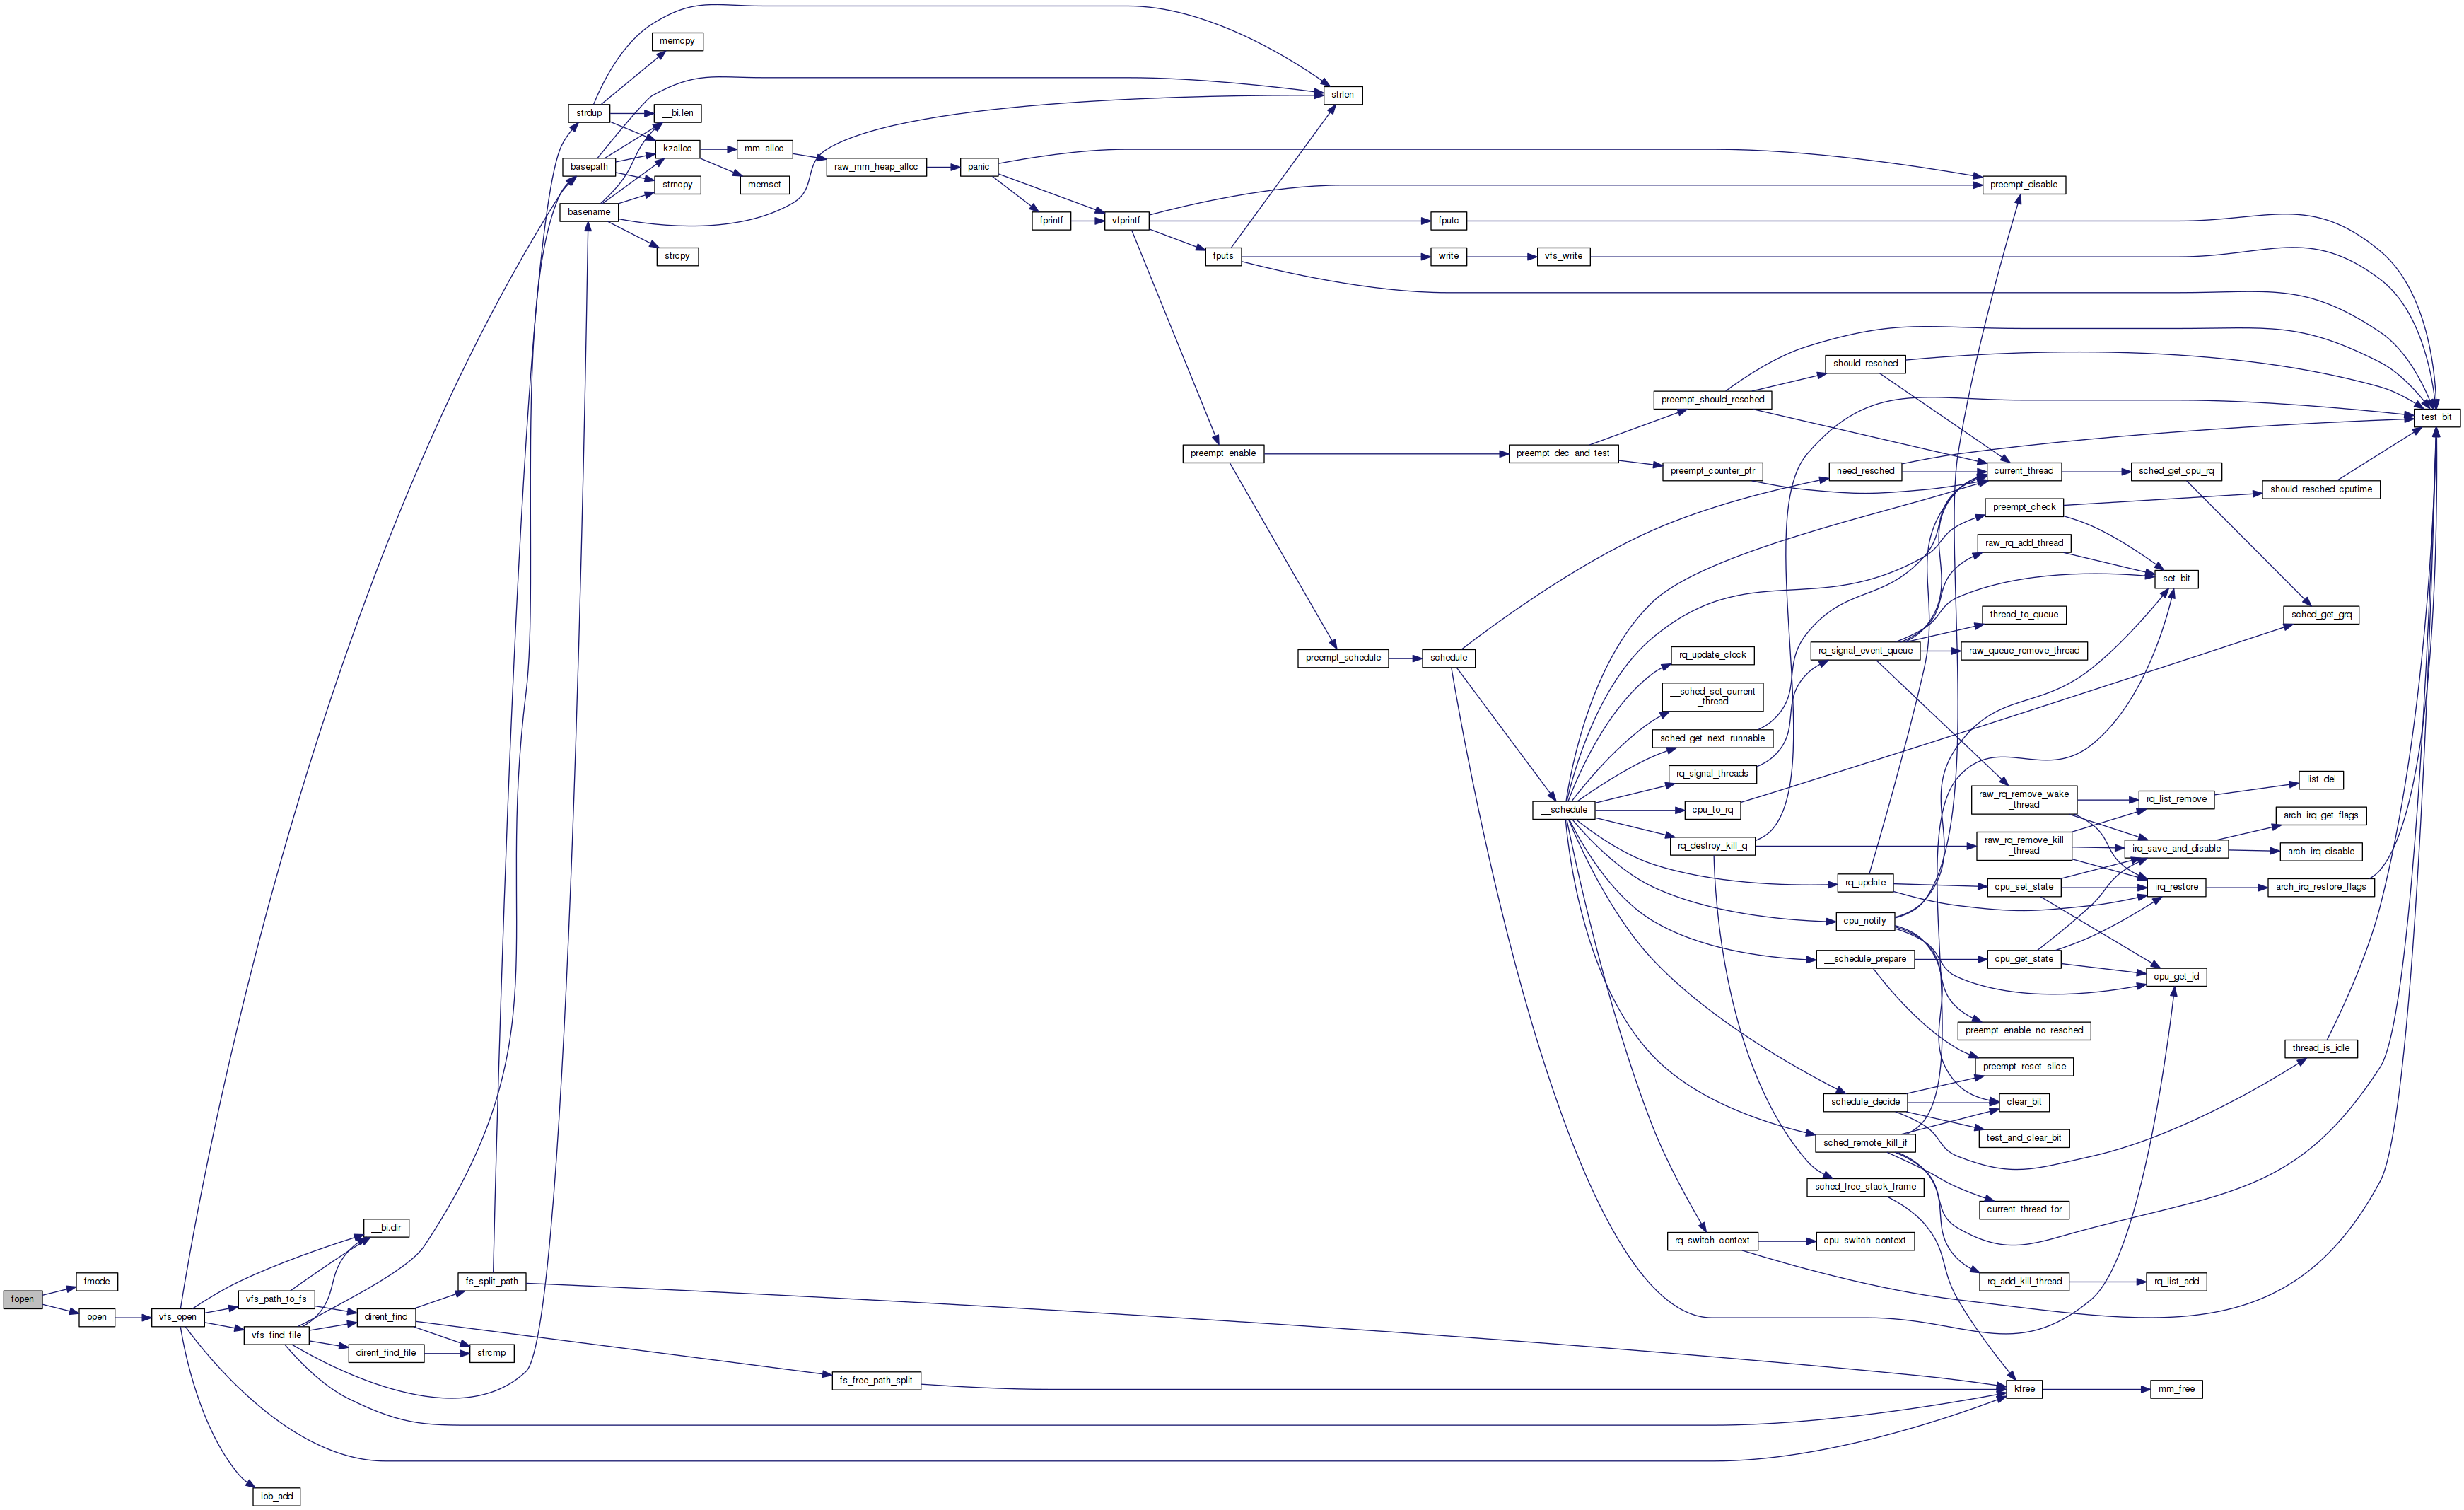 fopen
fmode
open
vfs_open
vfs_path_to_fs
vfs_find_file
iob_add
__bi.dir
dirent_find
dirent_find_file
fs_split_path
strcmp
strdup
basepath
basename
memcpy
__bi.len
kzalloc
strncpy
strcpy
mm_alloc
memset
raw_mm_heap_alloc
fs_free_path_split
panic
fprintf
vfprintf
fputs
preempt_enable
strlen
preempt_schedule
fputc
write
schedule
vfs_write
preempt_dec_and_test
__schedule
preempt_should_resched
preempt_counter_ptr
rq_update_clock
__sched_set_current
_thread
sched_get_next_runnable
rq_signal_threads
cpu_to_rq
rq_destroy_kill_q
rq_switch_context
should_resched
need_resched
rq_signal_event_queue
rq_update
cpu_notify
__schedule_prepare
schedule_decide
sched_remote_kill_if
sched_free_stack_frame
cpu_switch_context
preempt_disable
current_thread
preempt_check
raw_rq_add_thread
thread_to_queue
raw_queue_remove_thread
raw_rq_remove_wake
_thread
raw_rq_remove_kill
_thread
cpu_set_state
cpu_get_state
preempt_enable_no_resched
preempt_reset_slice
clear_bit
test_and_clear_bit
current_thread_for
rq_add_kill_thread
kfree
sched_get_cpu_rq
set_bit
rq_list_remove
irq_save_and_disable
irq_restore
cpu_get_id
rq_list_add
mm_free
should_resched_cputime
sched_get_grq
list_del
arch_irq_get_flags
arch_irq_disable
arch_irq_restore_flags
thread_is_idle
test_bit